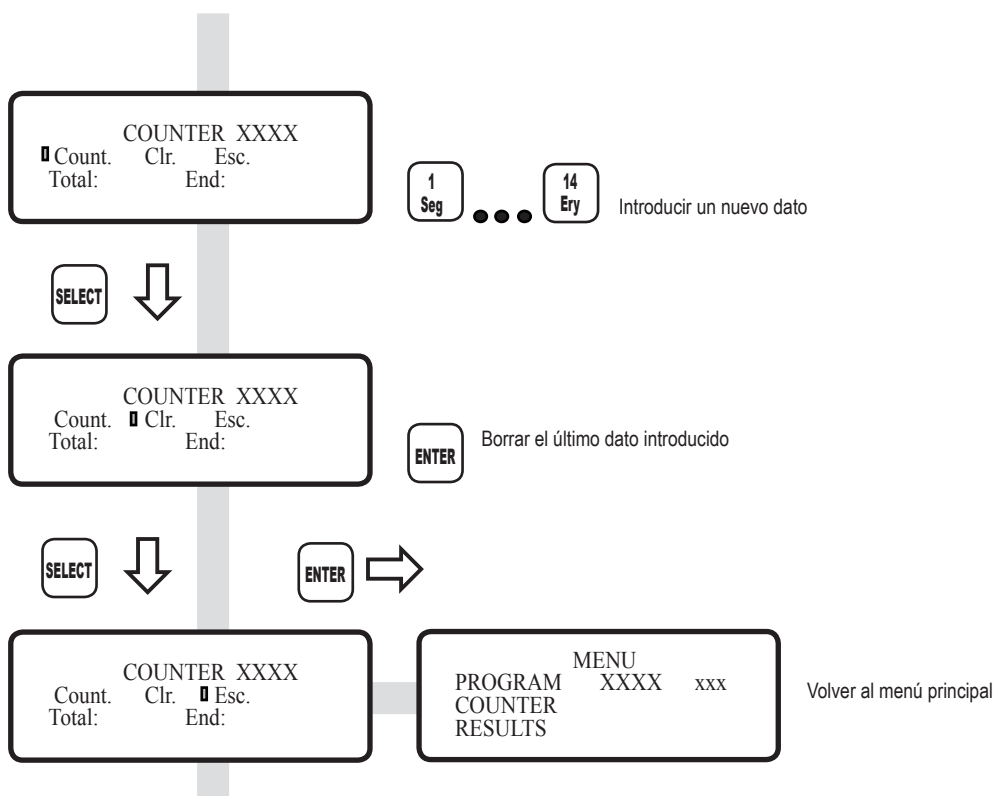 COUNTER XXXX
Count. Clr. Esc.
Total: End:
1
Seg
14
Ery
Introducir un nuevo dato
SELECT
COUNTER XXXX
Count. Clr. Esc.
Total: End:
ENTER
Borrar el último dato introducido
SELECT
ENTER
COUNTER XXXX
Count. Clr. Esc.
Total: End:
MENU
PROGRAM XXXX xxx
COUNTER
RESULTS
Volver al menú principal